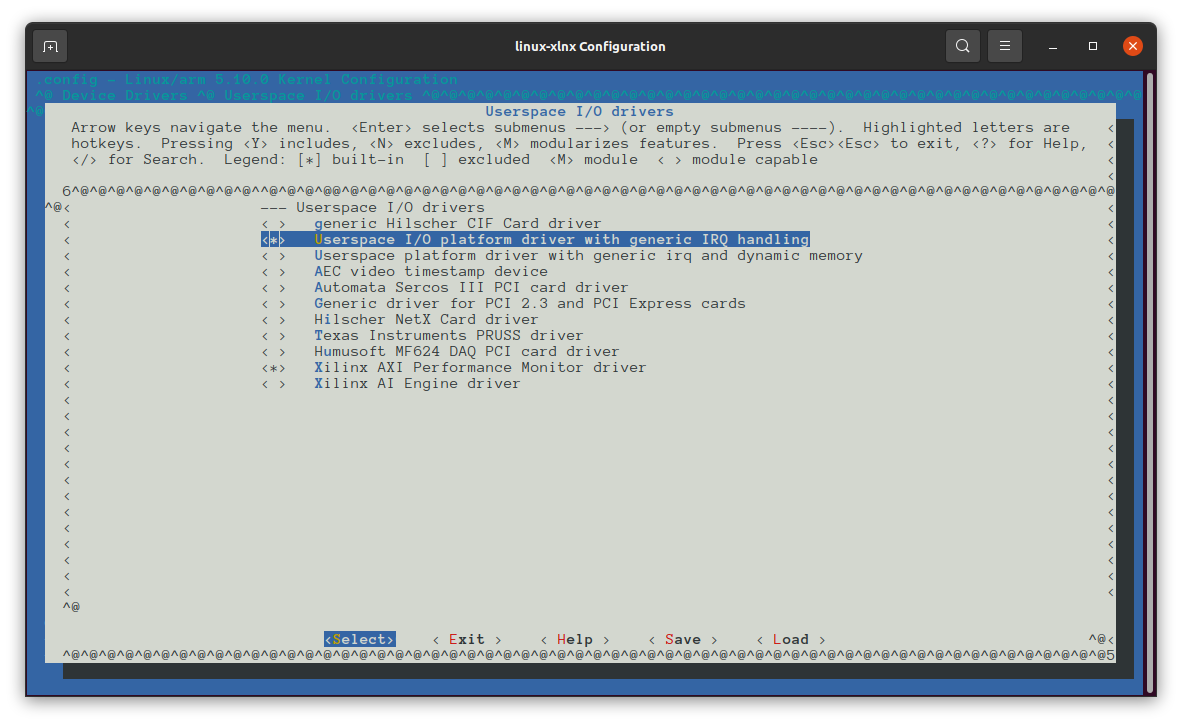 linux-xlnx Configuration
.config - Linux/arm 5.10.0 Kernel Configuration
^@ Device Drivers ^@ Userspace I/O drivers ^@^@^@^@^@^@^@^@^@^@^@^@^@^@^@^@^@^@^@^@^@^@^@^@^@^@^@^@^@^@^@^@^@^@^@^@^@^@^@^@
^@ Userspace I/O drivers
Arrow keys navigate the menu.  <Enter> selects submenus ---> (or empty submenus ----).  Highlighted letters are <
hotkeys.  Pressing <Y> includes, <N> excludes, <M> modularizes features.  Press <Esc><Esc> to exit, <?> for Help, <
</> for Search.  Legend: [*] built-in  [ ] excluded  <M> module  < > module capable <
<
6^@^@^@^@^@^@^@^@^@^@^^@^@^@^@@^@^@^@^@^@^@^@^@^@^@^@^@^@^@^@^@^@^@^@^@^@^@^@^@^@^@^@^@^@^@^@^@^@^@^@^@^@^@^@^@^@^@^@
^@< --- Userspace I/O drivers <
< < > generic Hilscher CIF Card driver <
< <*> Userspace I/O platform driver with generic IRQ handling <
< < > Userspace platform driver with generic irq and dynamic memory <
< < > AEC video timestamp device <
< < > Automata Sercos III PCI card driver <
< < > Generic driver for PCI 2.3 and PCI Express cards <
< < > Hilscher NetX Card driver <
< < > Texas Instruments PRUSS driver <
< < > Humusoft MF624 DAQ PCI card driver <
< <*> Xilinx AXI Performance Monitor driver <
< < > Xilinx AI Engine driver <
< <
< <
< <
< <
< <
< <
< <
< <
< <
< <
< <
< <
< <
^@
<Select> < Exit > < Help > < Save > < Load > ^@<
^@^@^@^@^@^@^@^@^@^@^@^@^@^@^@^@^@^@^@^@^@^@^@^@^@^@^@^@^@^@^@^@^@^@^@^@^@^@^@^@^@^@^@^@^@^@^@^@^@^@^@^@^@^@^@^@^@^@5